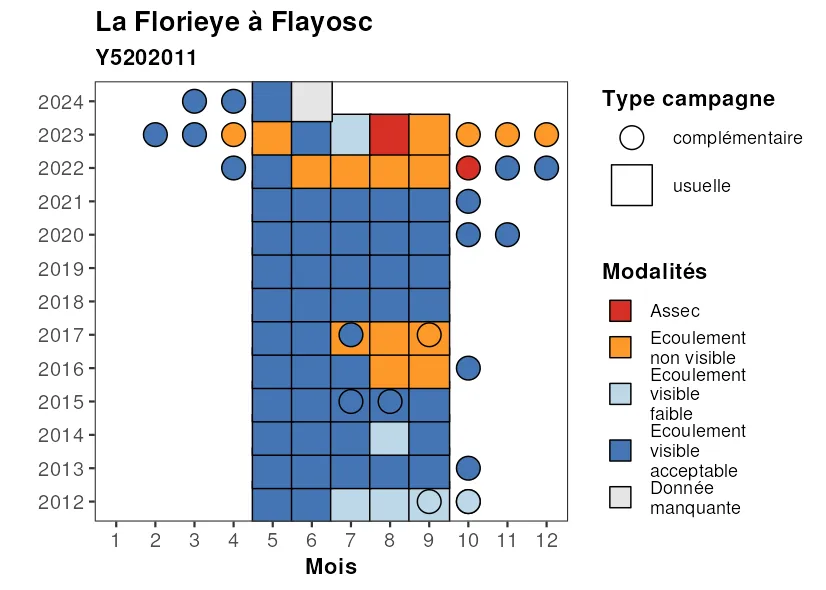 La Florieye à Flayosc
Y5202011
2024
2023
2022
2021
2020
2019
2018
2017
2016
2015
2014
2013
2012
1 2 3 4 5 6 7 8 9 10 11 12
Mois
Type campagne
complémentaire
usuelle
Modalités
Assec
Ecoulement
non visible
Ecoulement
visible
faible
Ecoulement
visible
acceptable
Donnée
manquante